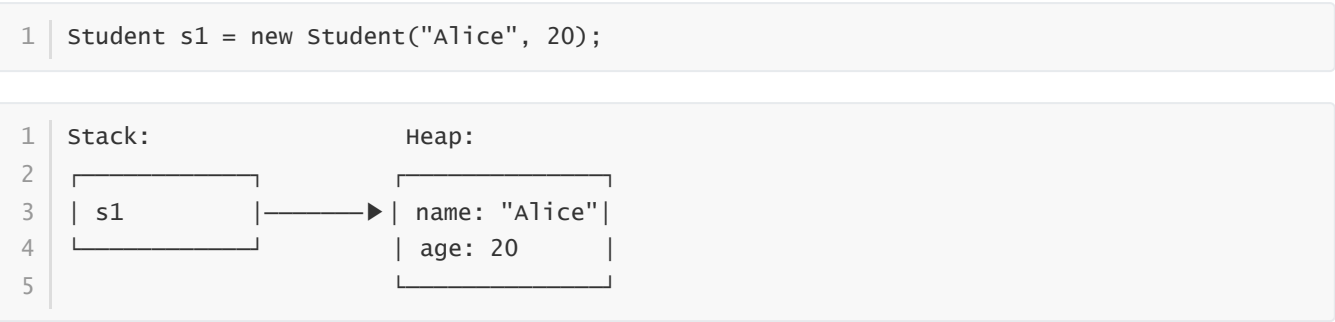 1 Student s1 = new Student("Alice", 20);
1 Stack:                  Heap:
2 ┌─────────────┐         ┌───────────────┐
3 | s1          |───────▶| name: "Alice"|
4 └─────────────┘         | age: 20       |
5                         └───────────────┘